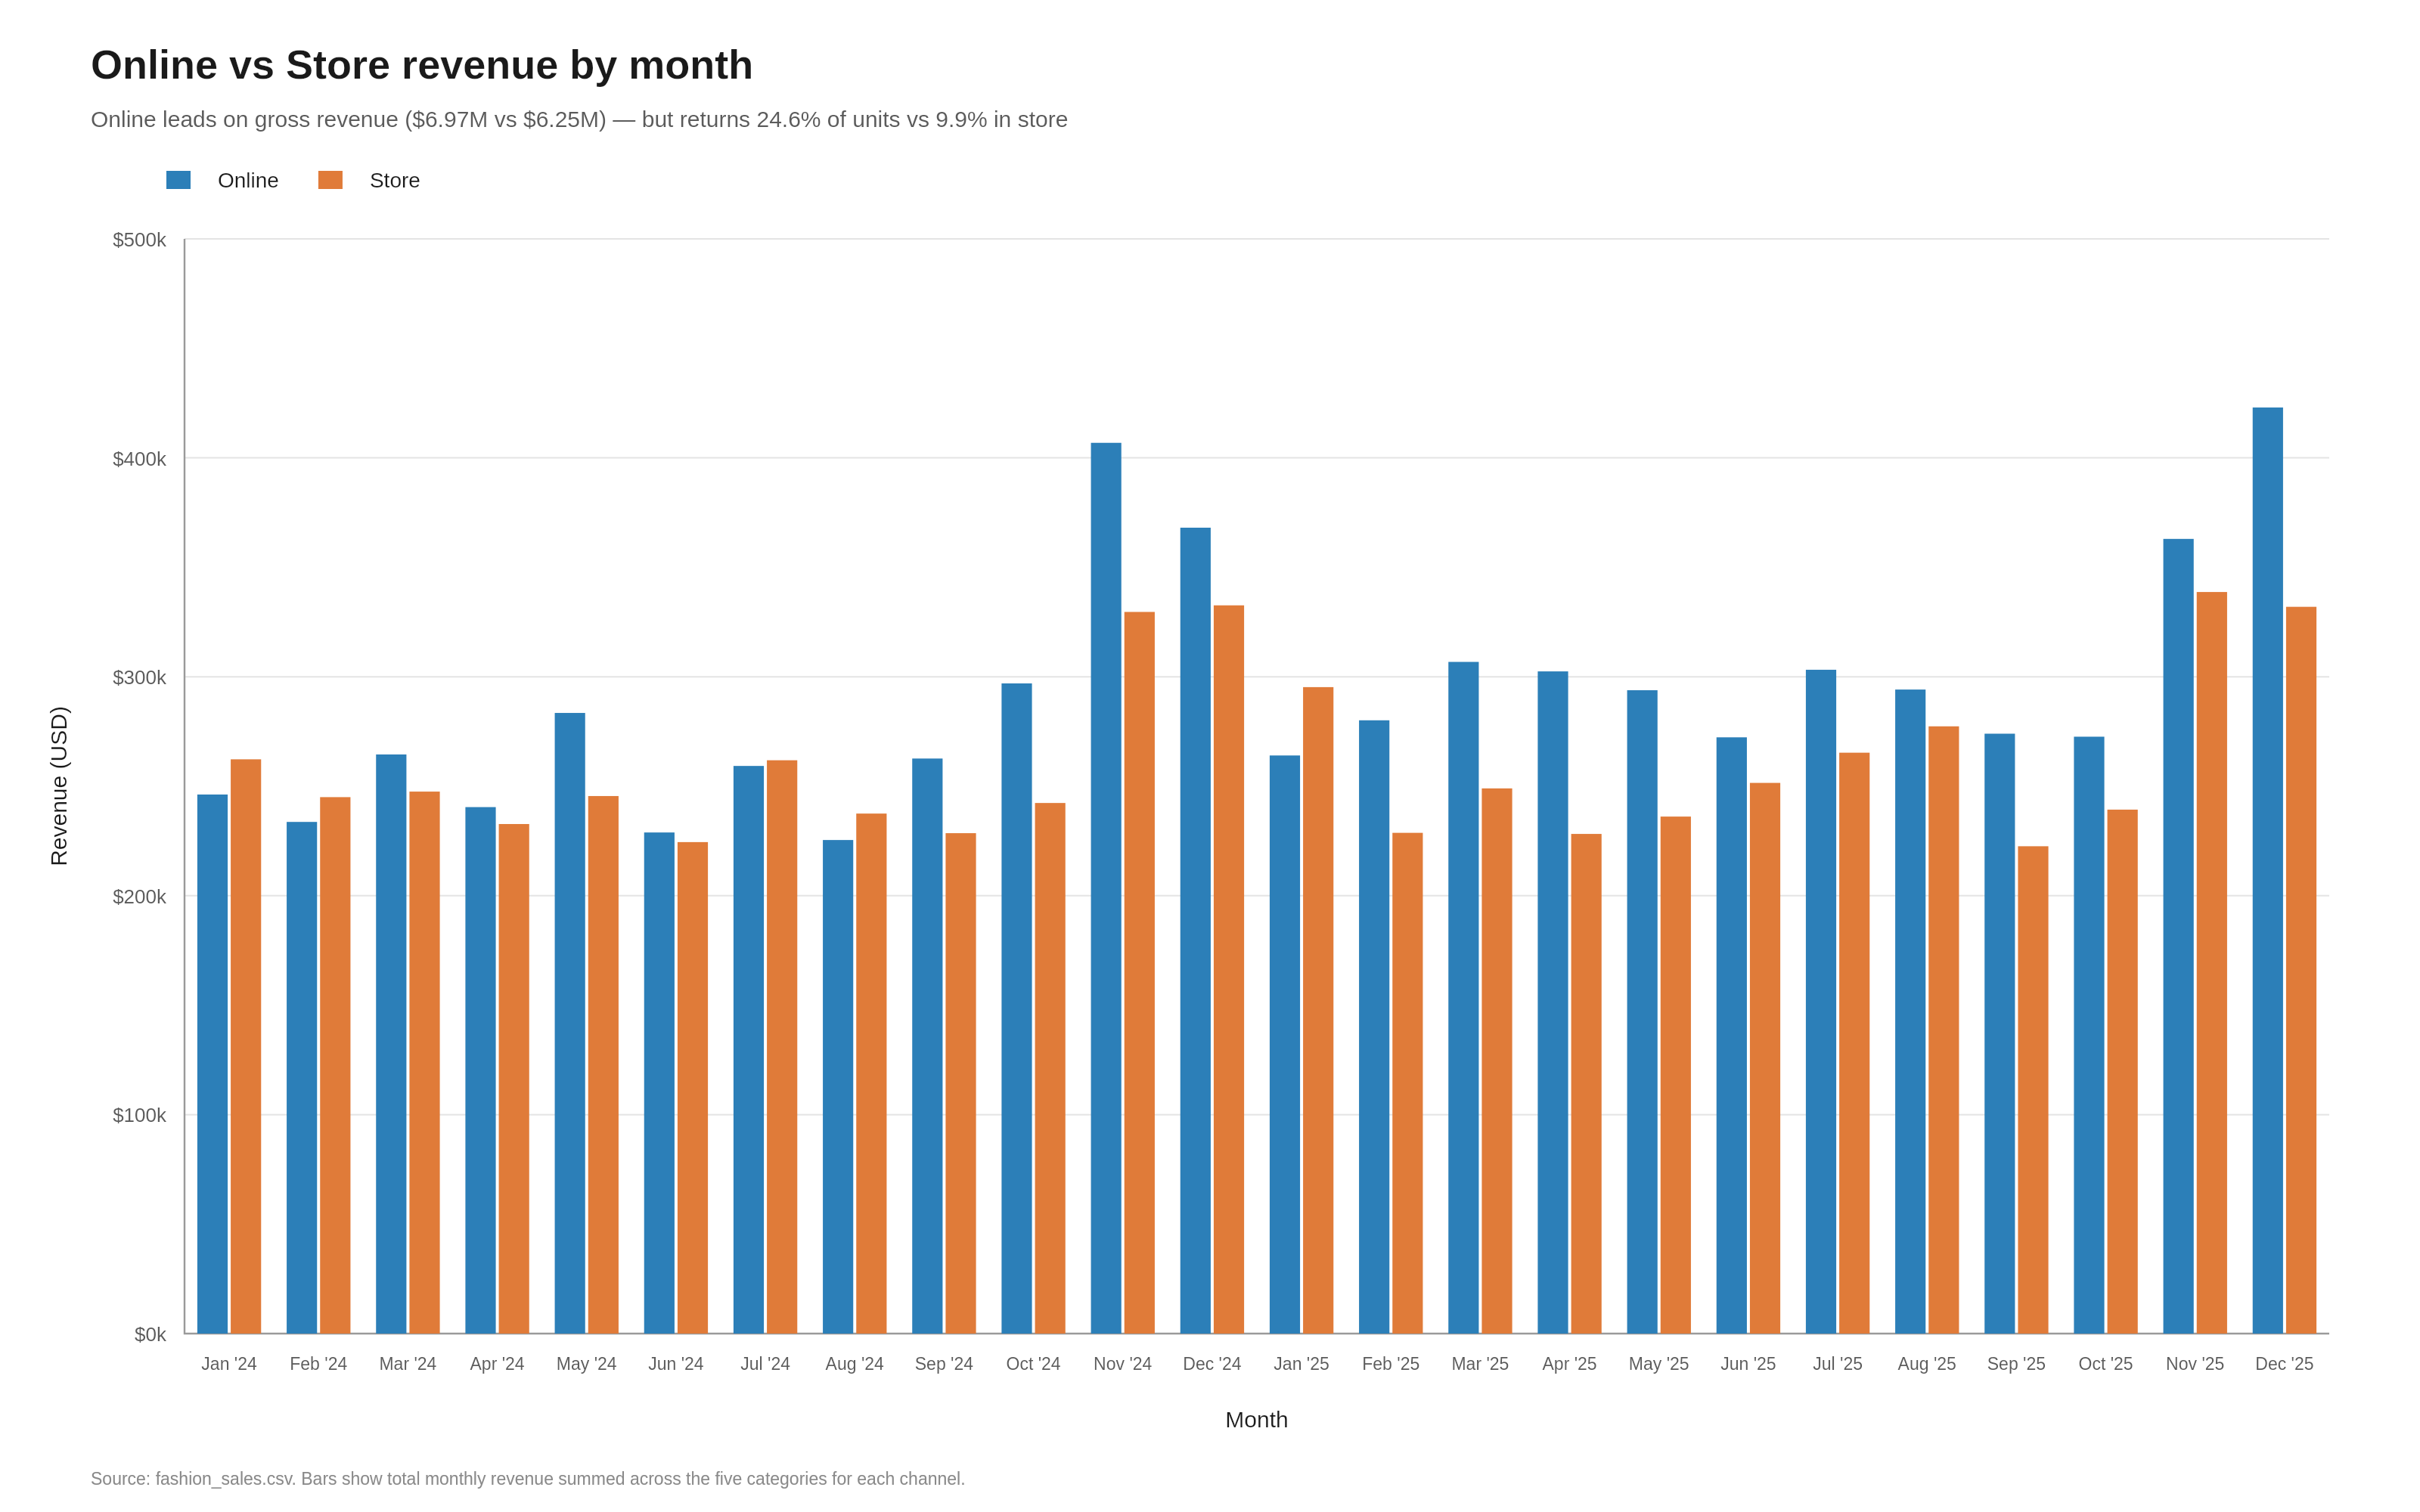 Online vs Store revenue by month
Online leads on gross revenue ($6.97M vs $6.25M) — but returns 24.6% of units vs 9.9% in store
Online Store
$500k
$400k
$300k
$200k
$100k
$0k
Revenue (USD)
Jan '24 Feb '24 Mar '24 Apr '24 May '24 Jun '24 Jul '24 Aug '24 Sep '24 Oct '24 Nov '24 Dec '24 Jan '25 Feb '25 Mar '25 Apr '25 May '25 Jun '25 Jul '25 Aug '25 Sep '25 Oct '25 Nov '25 Dec '25
Month
Source: fashion_sales.csv. Bars show total monthly revenue summed across the five categories for each channel.